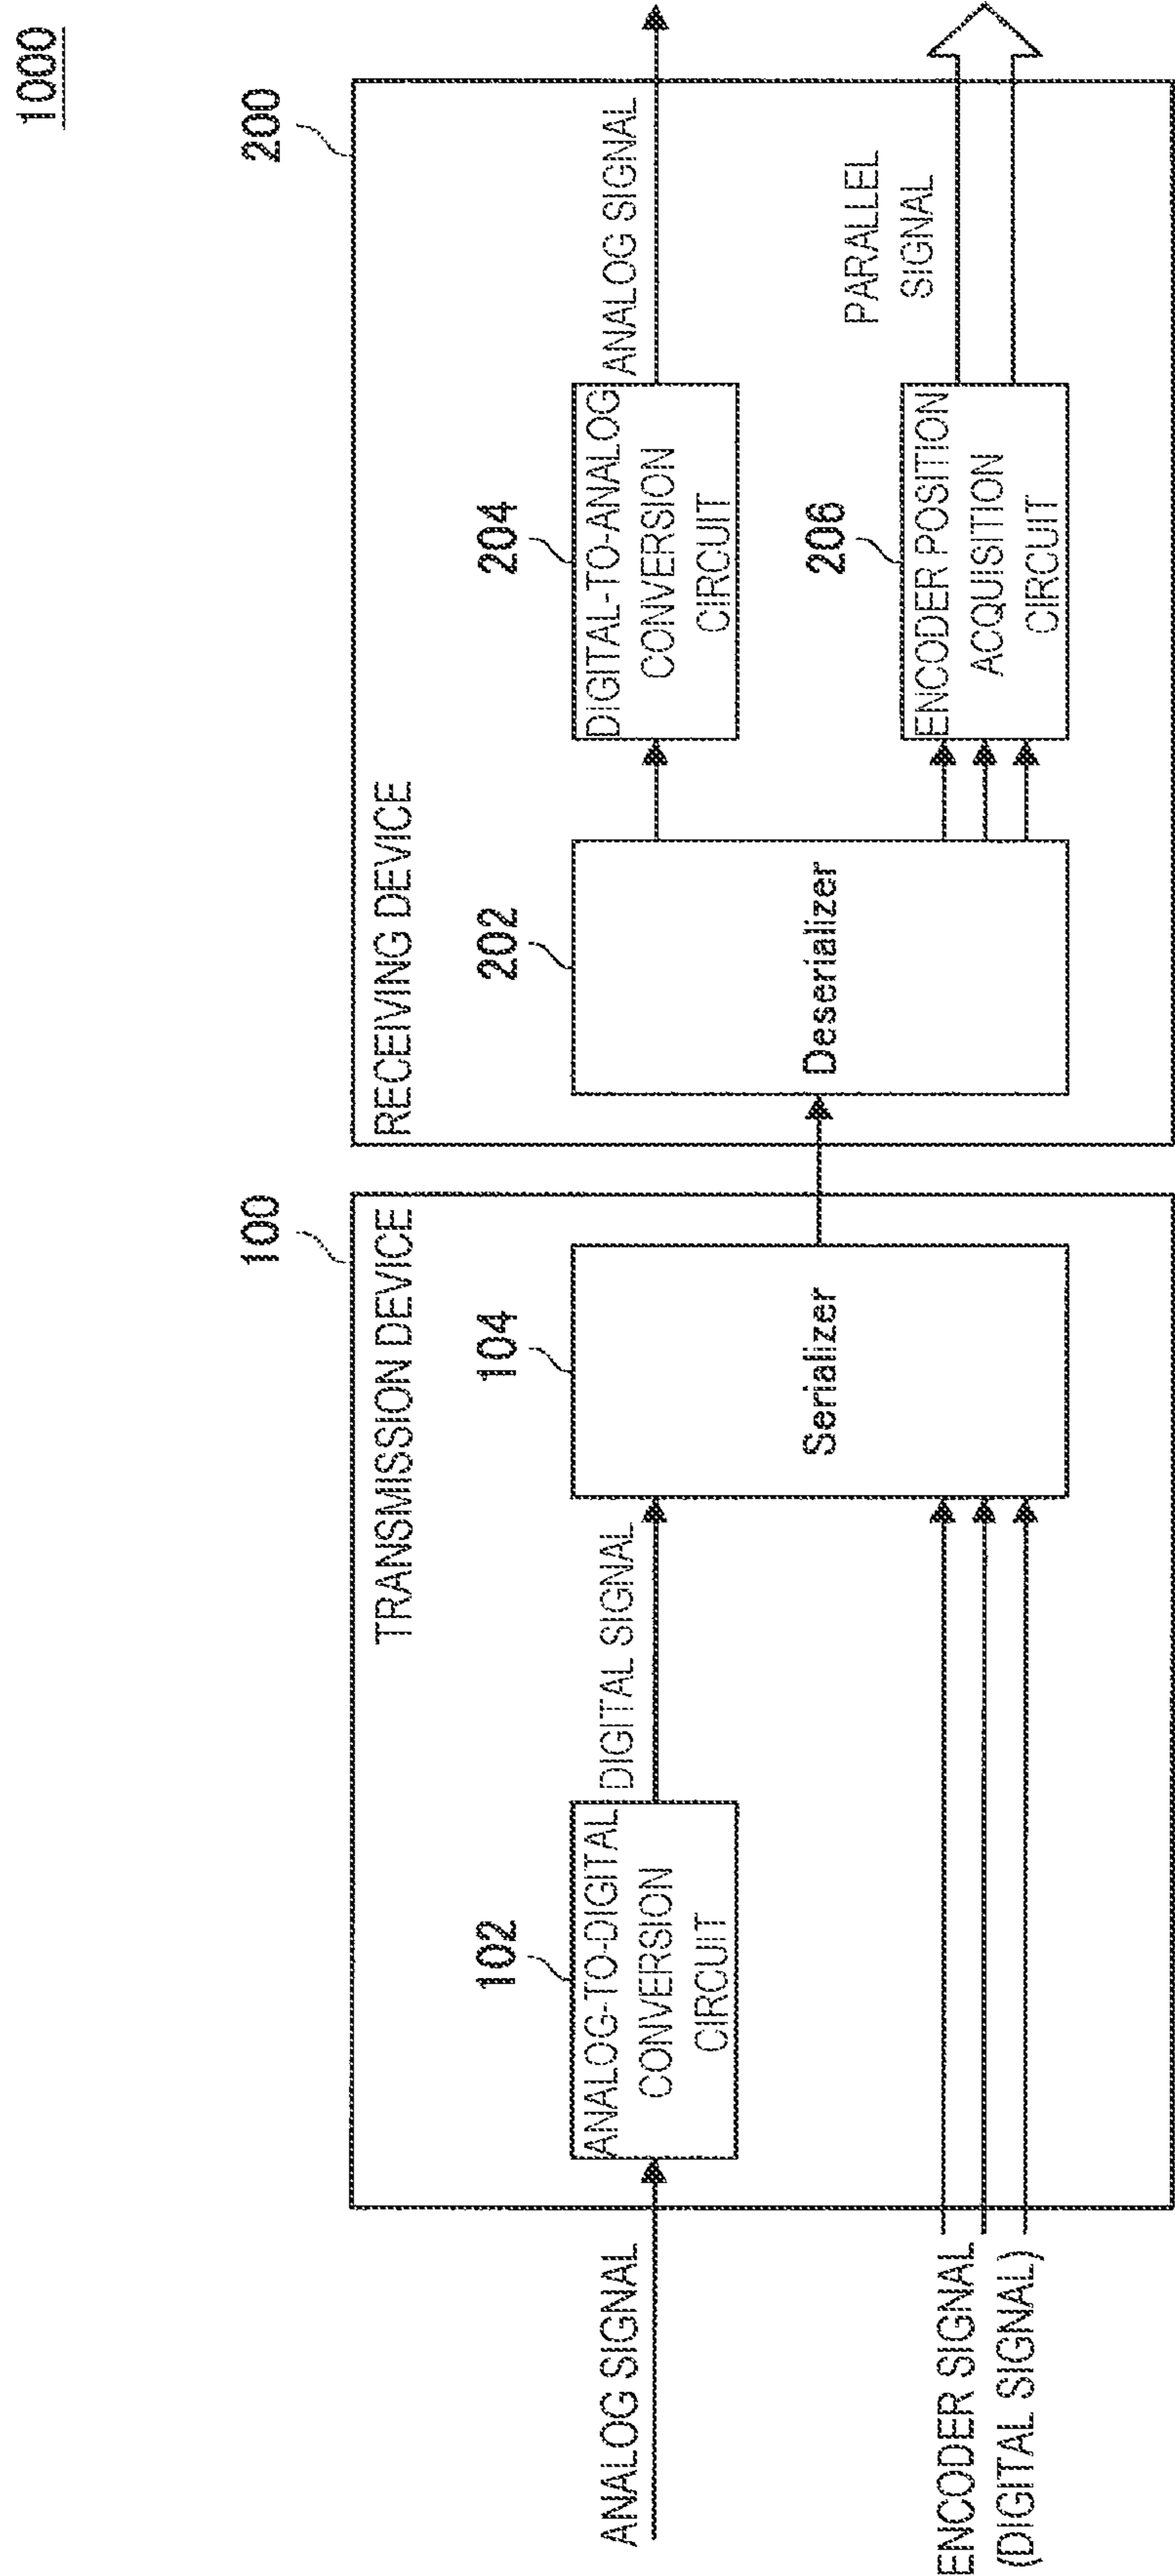 1000
100
TRANSMISSION DEVICE
102
ANALOG-TO-DIGITAL
CONVERSION
CIRCUIT
ANALOG SIGNAL
DIGITAL SIGNAL
104
Serializer
ENCODER SIGNAL
(DIGITAL SIGNAL)
200
RECEIVING DEVICE
202
Deserializer
204
DIGITAL-TO-ANALOG
CONVERSION
CIRCUIT
ANALOG SIGNAL
206
ENCODER POSITION
ACQUISITION
CIRCUIT
PARALLEL
SIGNAL